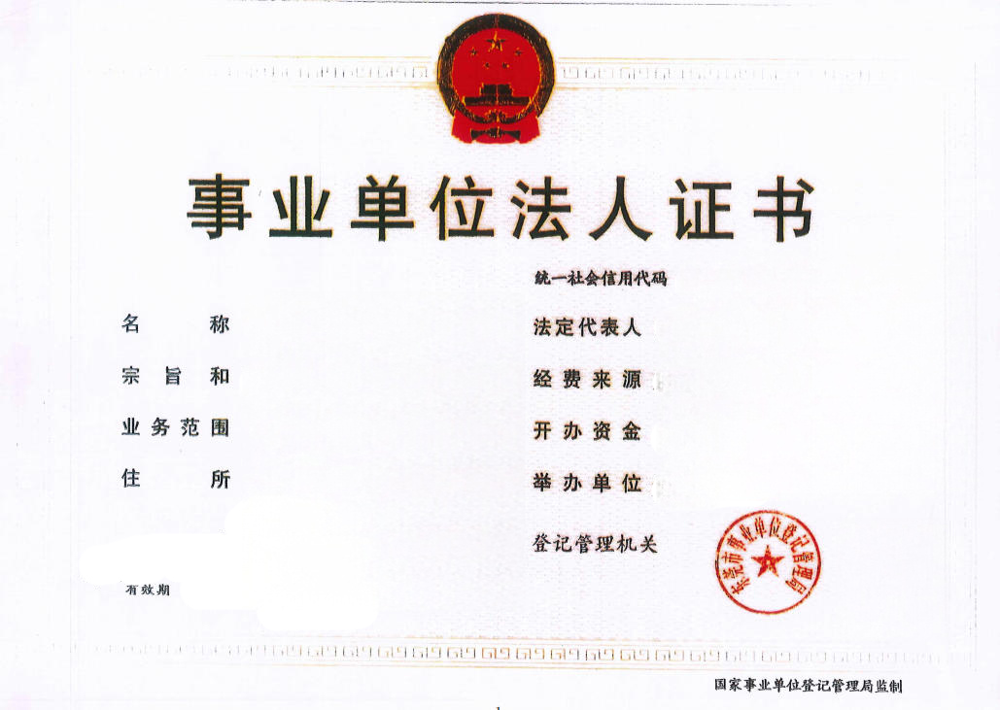 事业单位法人证书
统一社会信用代码
名称
法定代表人
宗旨和
经费来源
业务范围
开办资金
住所
举办单位
登记管理机关
东莞市事业单位登记管理局
有效期
国家事业单位登记管理局监制